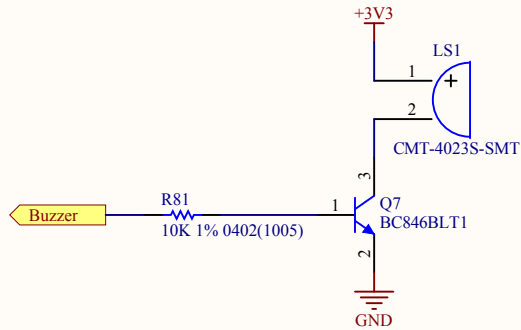 +3V3
LS1
1
2
CMT-4023S-SMT
3
R81
1
Q7
Buzzer
10K 1% 0402(1005)
BC846BLT1
2
GND